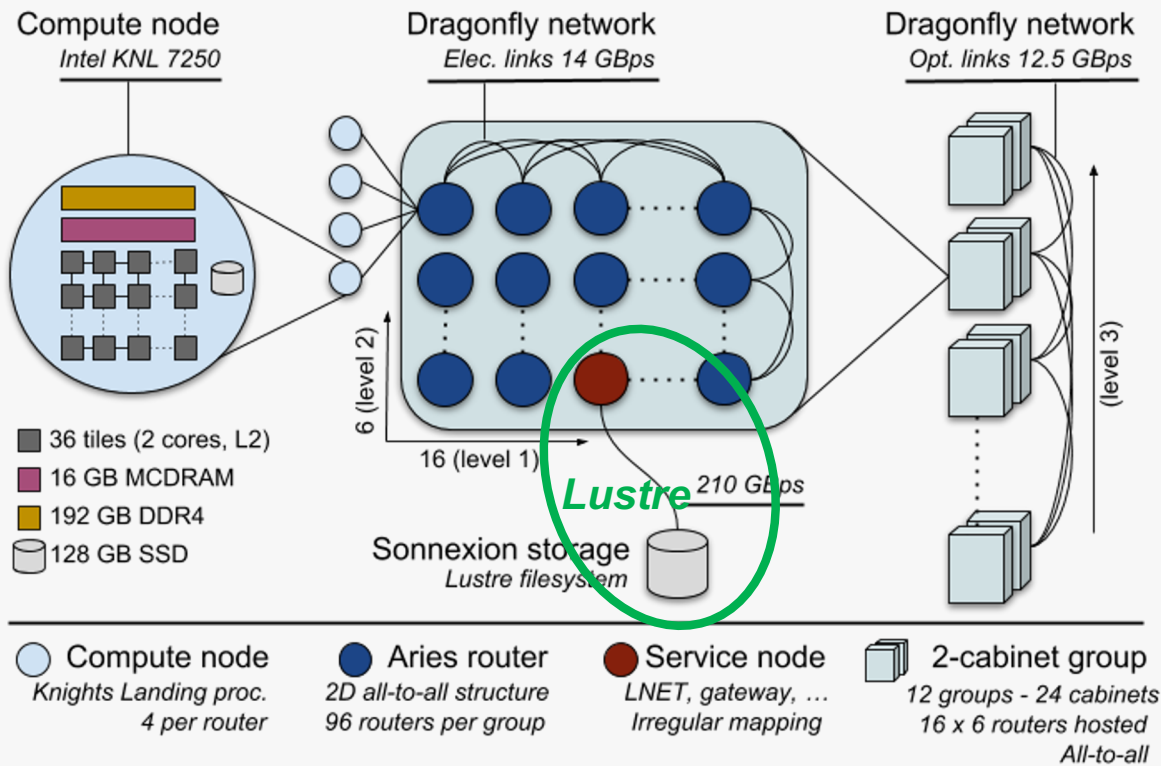 Compute node
Intel KNL 7250
Dragonfly network
Elec. links 14 GBps
Dragonfly network
Opt. links 12.5 GBps
6 (level 2)
16 (level 1)
(level 3)
36 tiles (2 cores, L2)
16 GB MCDRAM
192 GB DDR4
128 GB SSD
Lustre
210 GBps
Sonnexion storage
Lustre filesystem
Compute node
Knights Landing proc.
4 per router
Aries router
2D all-to-all structure
96 routers per group
Service node
LNET, gateway, …
Irregular mapping
2-cabinet group
12 groups - 24 cabinets
16 x 6 routers hosted
All-to-all